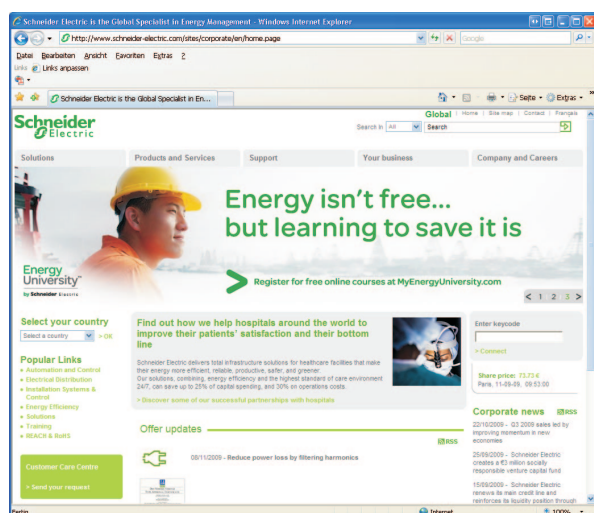 Schneider Electric is the Global Specialist in Energy Management - Windows Internet Explorer
http://www.schneider-electric.com/sites/corporate/en/home.page
Google
Datei Bearbeiten Ansicht Favoriten Extras ?
Links Links anpassen
Schneider Electric is the Global Specialist in En...
Seite Extras
Schneider
Electric
Global Home Site map Contact Français
Search in All Search
Solutions Products and Services Support Your business Company and Careers
Energy isn't free...
but learning to save it is
Energy
University™
by Schneider Electric
Register for free online courses at MyEnergyUniversity.com
< 1 2 3 >
Select your country
Select a country > OK
Popular Links
Automation and Control
Electrical Distribution
Installation Systems &
Control
Energy Efficiency
Solutions
Training
REACH & RoHS
Customer Care Centre
> Send your request
Find out how we help hospitals around the world to
improve their patients' satisfaction and their bottom
line
Schneider Electric delivers total infrastructure solutions for healthcare facilities that make
their energy more efficient, reliable, productive, safer, and greener.
Our solutions, combining, energy efficiency and the highest standard of care environment
24/7, can save up to 25% of capital spending, and 30% on operations costs.
> Discover some of our successful partnerships with hospitals
Offer updates
RSS
05/11/2009 - Reduce power loss by filtering harmonics
Enter keycode
> Connect
Share price: 73.73 €
Paris, 11-09-09, 09:53:00
Corporate news RSS
22/10/2009 - Q3 2009 sales led by
improving momentum in new
economies
25/09/2009 - Schneider Electric
creates a €3 million socially
responsible venture capital fund
15/09/2009 - Schneider Electric
renews its main credit line and
reinforces its liquidity position through
Fertig Internet 100%